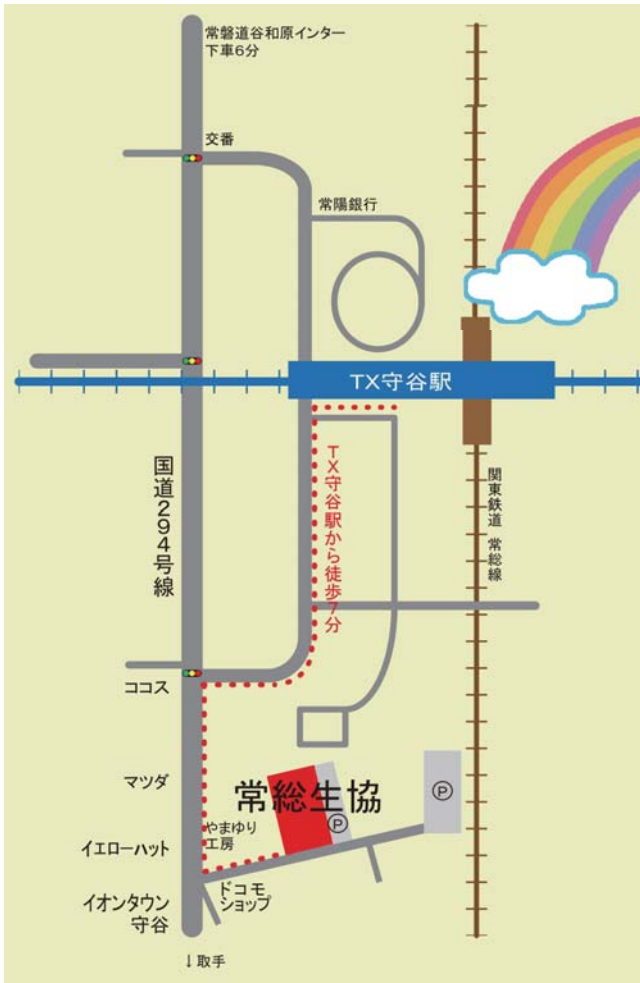 常磐道谷和原インター
下車6分
交番
常陽銀行
TX守谷駅
国道294号線
TX守谷駅から徒歩7分
関東鉄道 常総線
ココス
マツダ
常総生協
P
P
やまゆり
工房
イエローハット
ドコモ
ショップ
イオンタウン
守谷
↓取手